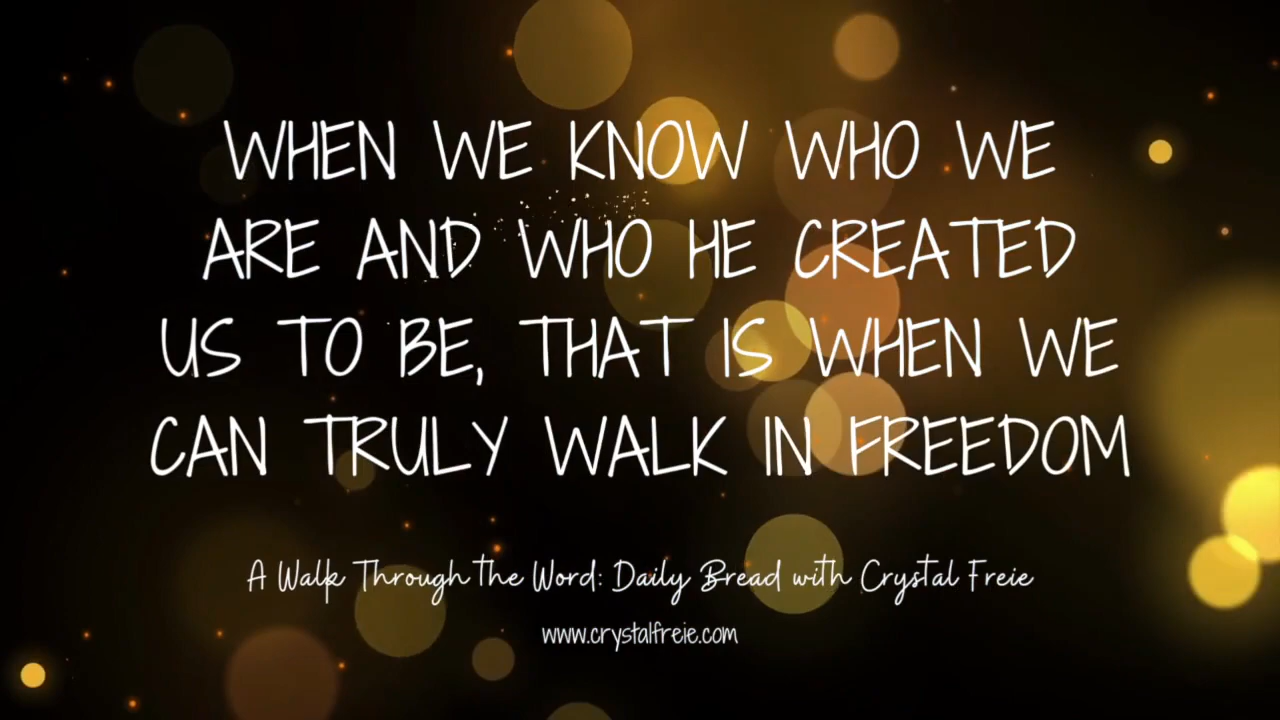 WHEN WE KNOW WHO WE
ARE AND WHO HE CREATED
US TO BE, THAT IS WHEN WE
CAN TRULY WALK IN FREEDOM
A Walk Through the Word: Daily Bread with Crystal Freie
www.crystalfreie.com